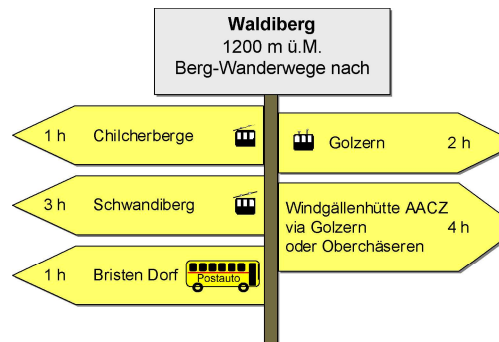 Waldiberg
1200 m ü.M.
Berg-Wanderwege nach
1 h Chilcherberge
Golzern 2 h
3 h Schwandiberg
Windgällenhütte AACZ
via Golzern 4 h
oder Oberchäseren
1 h Bristen Dorf Postauto